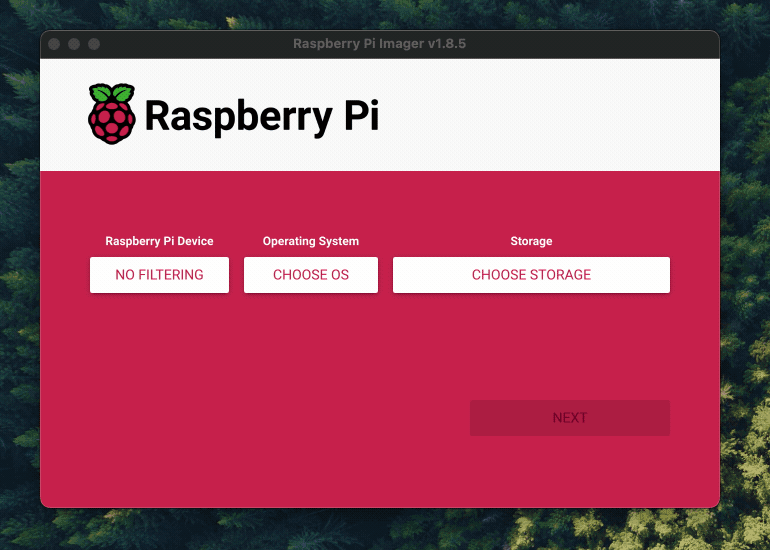 Raspberry Pi Imager v1.8.5
Raspberry Pi
Raspberry Pi Device
Operating System
Storage
NO FILTERING
CHOOSE OS
CHOOSE STORAGE
NEXT